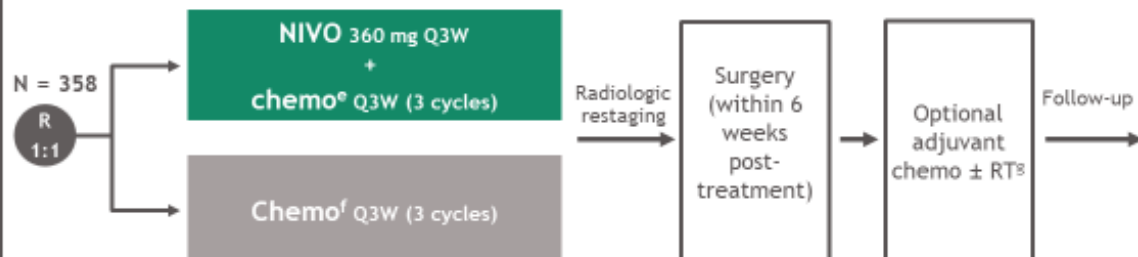 N = 358
R
1:1
NIVO 360 mg Q3W
+
chemoᵉ Q3W (3 cycles)
Chemoᶠ Q3W (3 cycles)
Radiologic
restaging
Surgery
(within 6
weeks
post-
treatment)
Optional
adjuvant
chemo ± RTᵍ
Follow-up